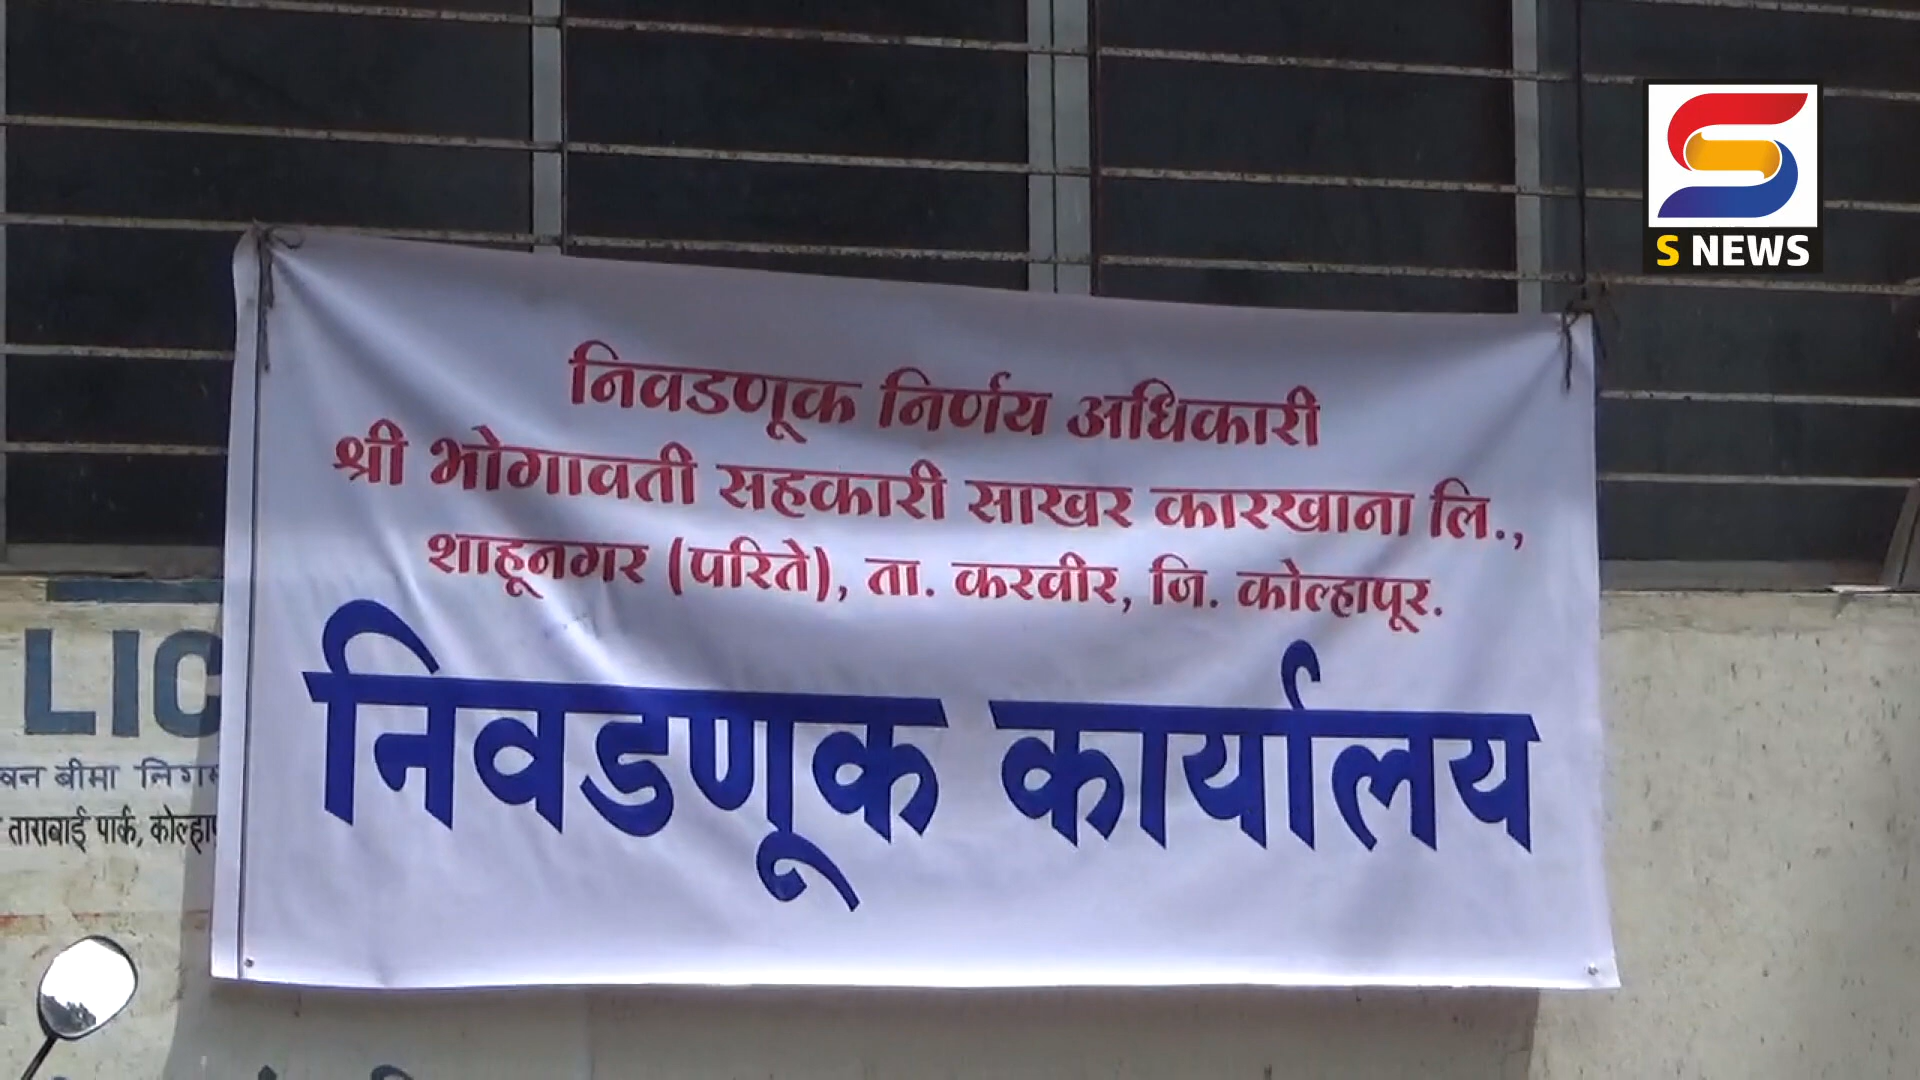 S NEWS
निवडणूक निर्णय अधिकारी
श्री भोगावती सहकारी साखर कारखाना लि.,
शाहूनगर (परिते), ता. करवीर, जि. कोल्हापूर.
निवडणूक कार्यालय
LIC
बीमा
ताराबाई पार्क,